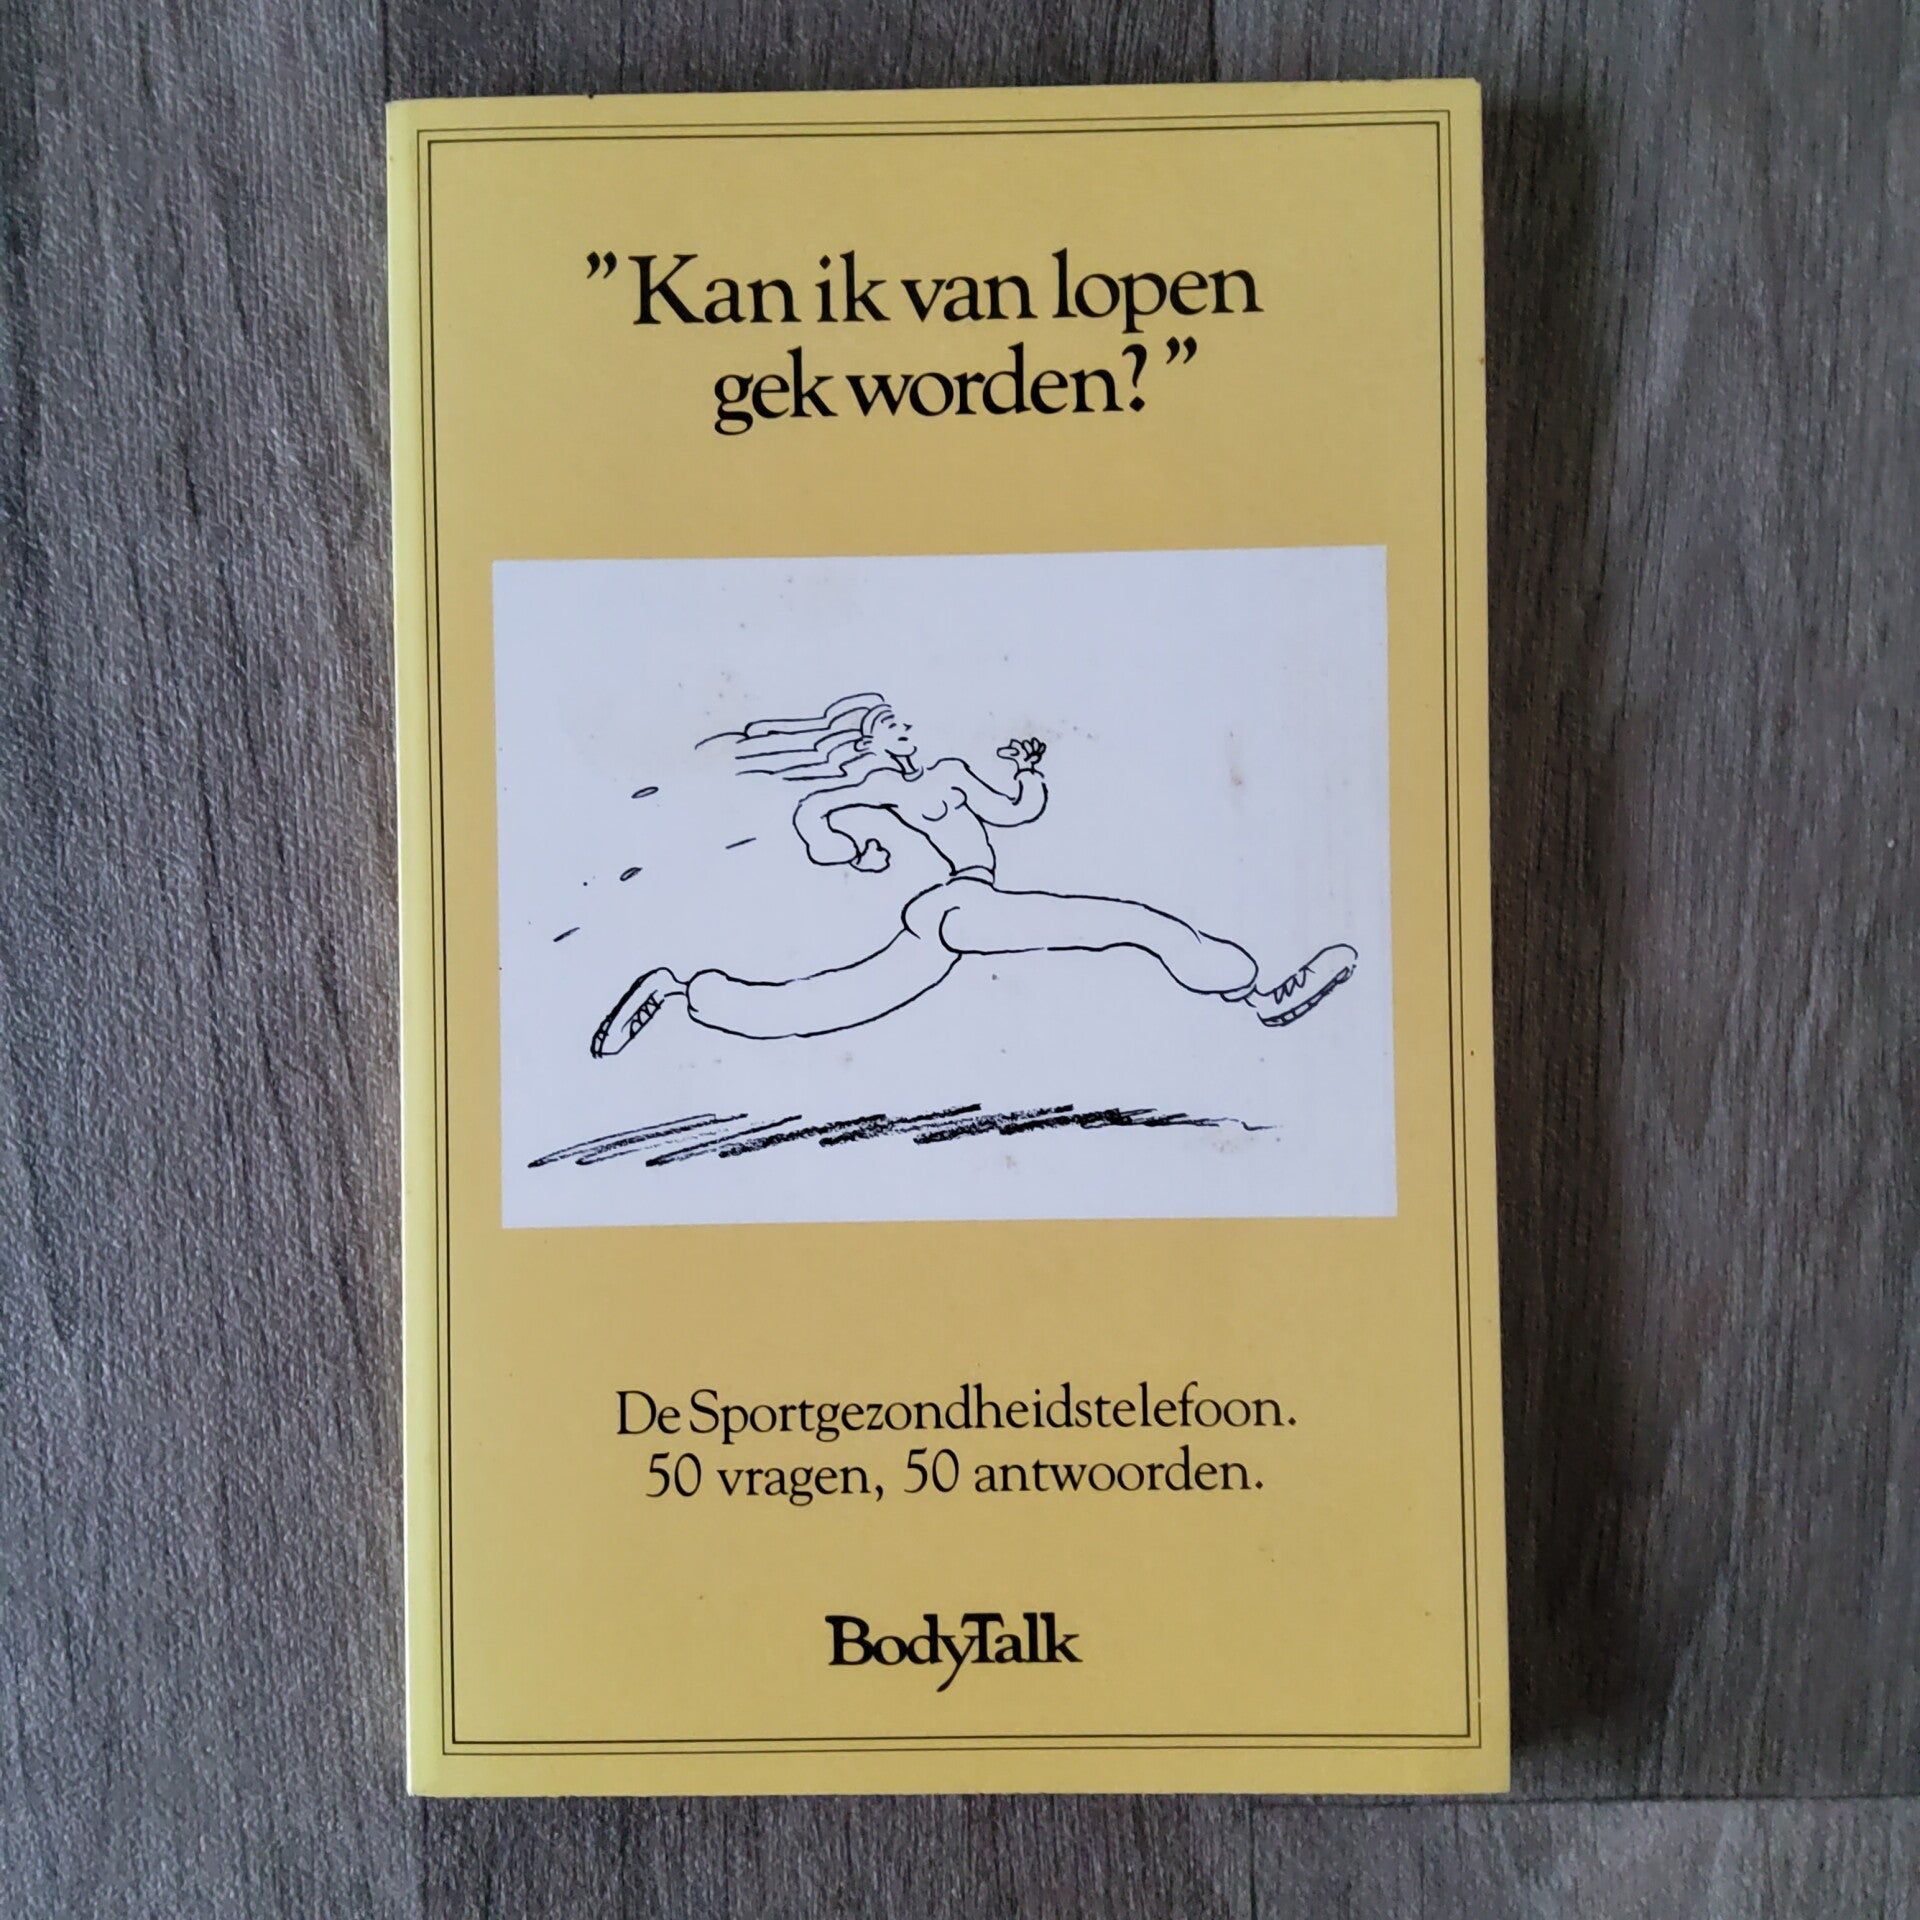 ”Kan ik van lopen
gek worden?”
De Sportgezondheidstelefoon.
50 vragen, 50 antwoorden.
BodyTalk